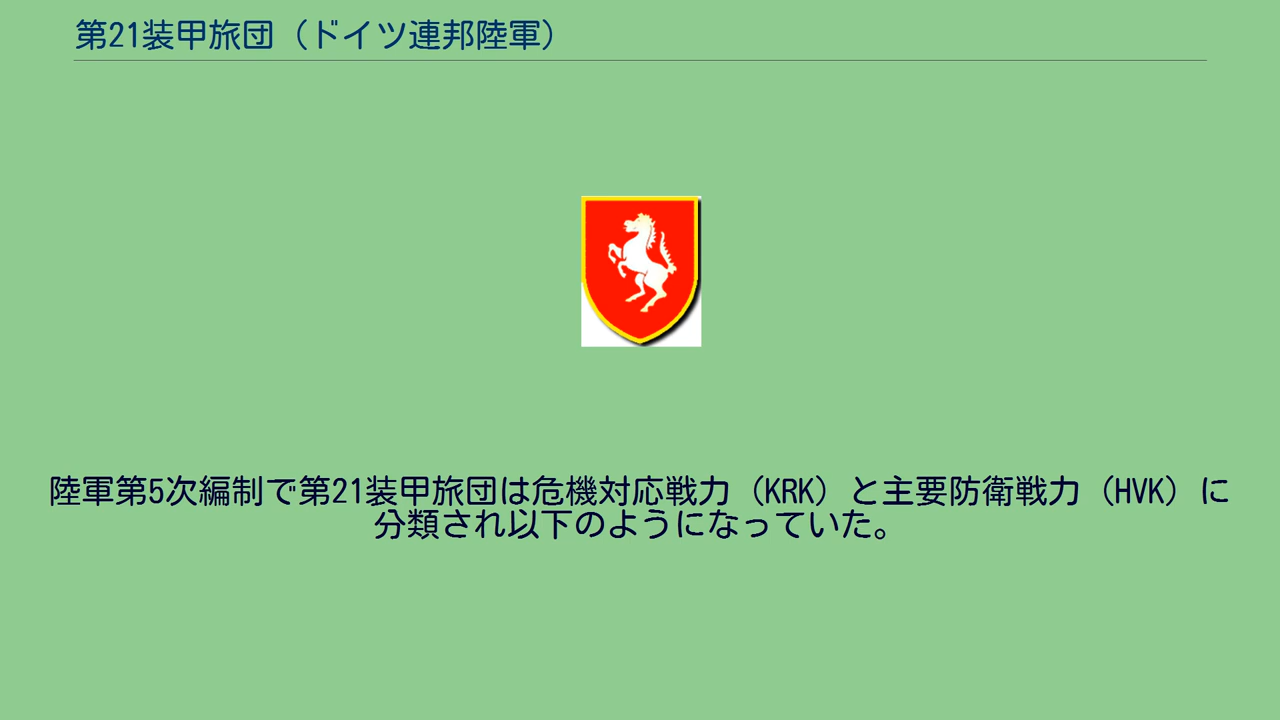 第21装甲旅団（ドイツ連邦陸軍）
陸軍第5次編制で第21装甲旅団は危機対応戦力（KRK）と主要防衛戦力（HVK）に
分類され以下のようになっていた。